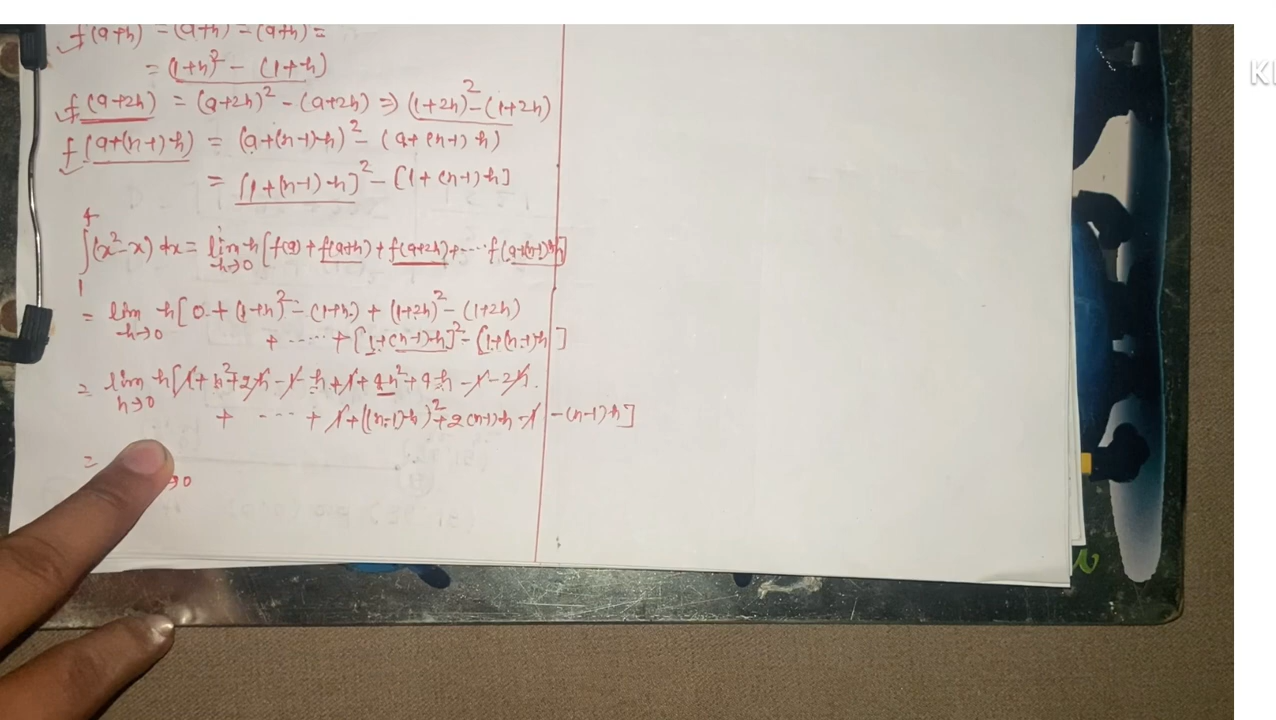 f(a+h) = (a+h) - (a+h) =
= (1+h)² - (1+h)
f(a+2h) = (a+2h)² - (a+2h) ⇒ (1+2h)² - (1+2h)
f(a+(n-1)h) = (a+(n-1)h)² - (a+(n-1)h)
= [1+(n-1)h]² - [1+(n-1)h]
∫₁⁴(x²-x) dx = lim h→0 h[f(a) + f(a+h) + f(a+2h) + ···· f(a+(n-1)h)]
= lim h→0 h[0 + (1+h)² - (1+h) + (1+2h)² - (1+2h)
+ ····· + [1+(n-1)h]² - (1+(n-1)h]
= lim h→0 h[1+h²+2h-1-h+1+4h²+4h-1-2h
+ ···· + 1+((n-1)h)²+2(n-1)h-1-(n-1)h]
=
→0
K